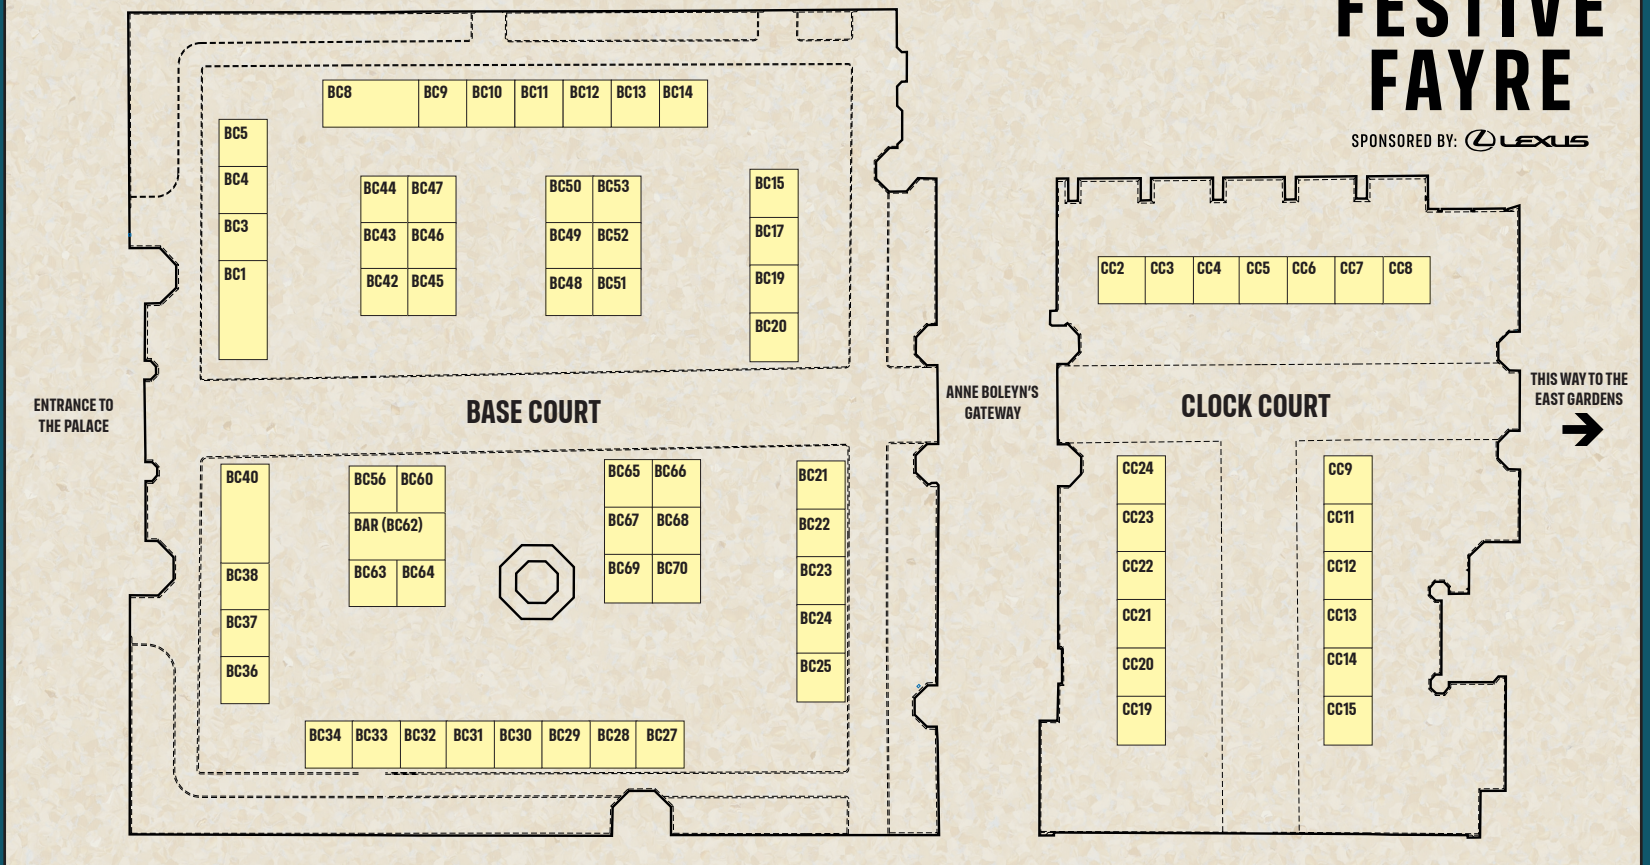 FESTIVE
FAYRE
SPONSORED BY: LEXUS
BC8 BC9 BC10 BC11 BC12 BC13 BC14
BC5
BC4
BC3
BC1
BC44 BC47
BC43 BC46
BC42 BC45
BC50 BC53
BC49 BC52
BC48 BC51
BC15
BC17
BC19
BC20
ENTRANCE TO
THE PALACE
BASE COURT
ANNE BOLEYN'S
GATEWAY
BC40
BC38
BC37
BC36
BC56 BC60
BAR (BC62)
BC63 BC64
BC65 BC66
BC67 BC68
BC69 BC70
BC21
BC22
BC23
BC24
BC25
BC34 BC33 BC32 BC31 BC30 BC29 BC28 BC27
CC2 CC3 CC4 CC5 CC6 CC7 CC8
CLOCK COURT
THIS WAY TO THE
EAST GARDENS
CC24
CC23
CC22
CC21
CC20
CC19
CC9
CC11
CC12
CC13
CC14
CC15